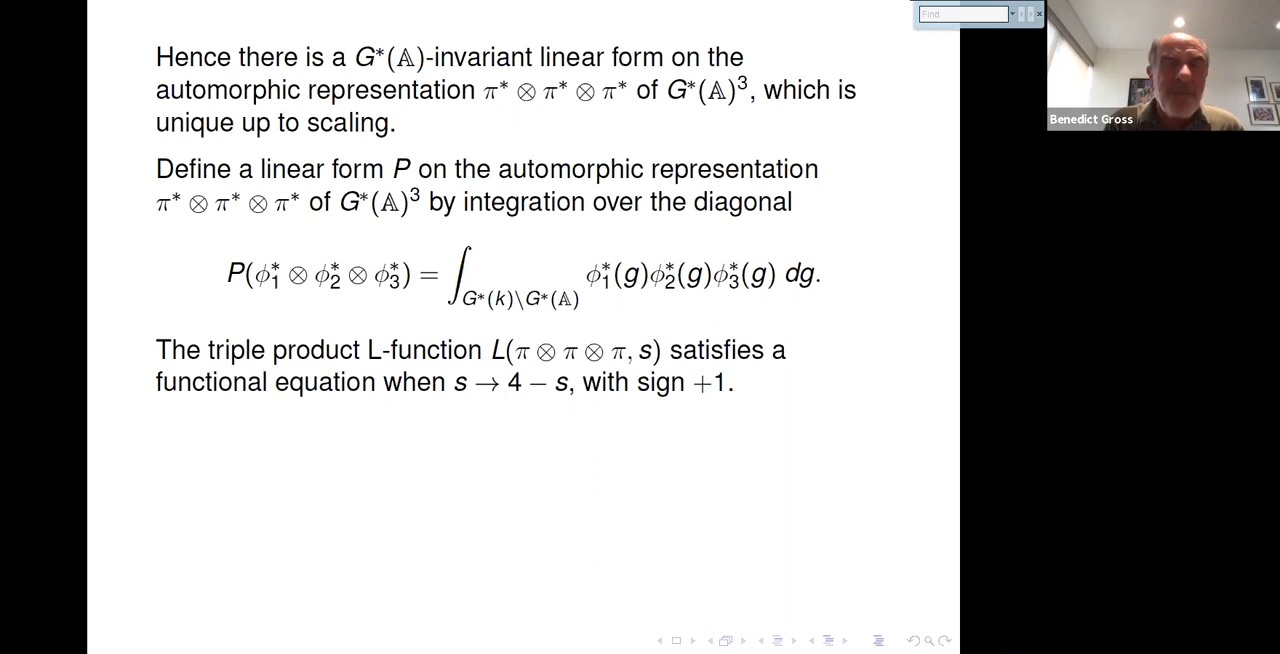 Find
Benedict Gross
Hence there is a G*(𝔸)-invariant linear form on the
automorphic representation π* ⊗ π* ⊗ π* of G*(𝔸)³, which is
unique up to scaling.
Define a linear form P on the automorphic representation
π* ⊗ π* ⊗ π* of G*(𝔸)³ by integration over the diagonal
P(ϕ₁* ⊗ ϕ₂* ⊗ ϕ₃*) = ∫_{G*(k)\G*(𝔸)} ϕ₁*(g)ϕ₂*(g)ϕ₃*(g) dg.
The triple product L-function L(π ⊗ π ⊗ π, s) satisfies a
functional equation when s → 4 − s, with sign +1.